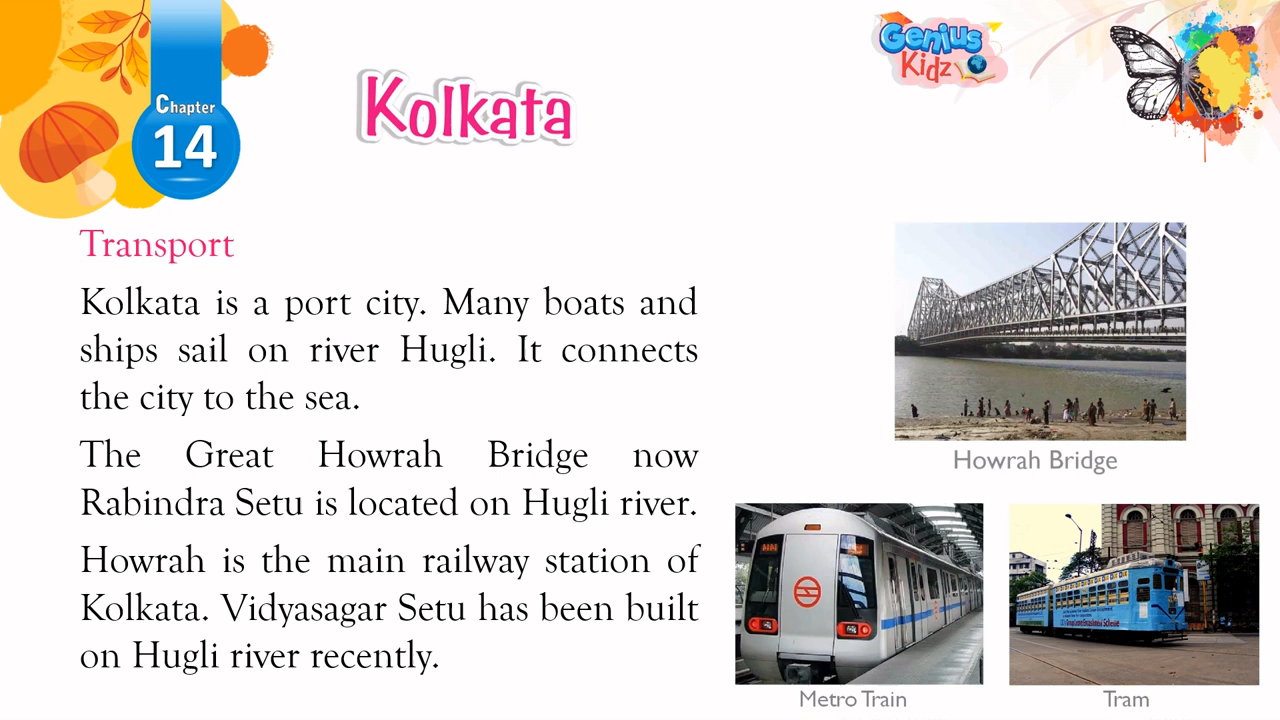 Chapter
14
Kolkata
Genius
Kidz
Transport
Kolkata is a port city. Many boats and
ships sail on river Hugli. It connects
the city to the sea.
The Great Howrah Bridge now
Rabindra Setu is located on Hugli river.
Howrah is the main railway station of
Kolkata. Vidyasagar Setu has been built
on Hugli river recently.
Howrah Bridge
Metro Train
Tram